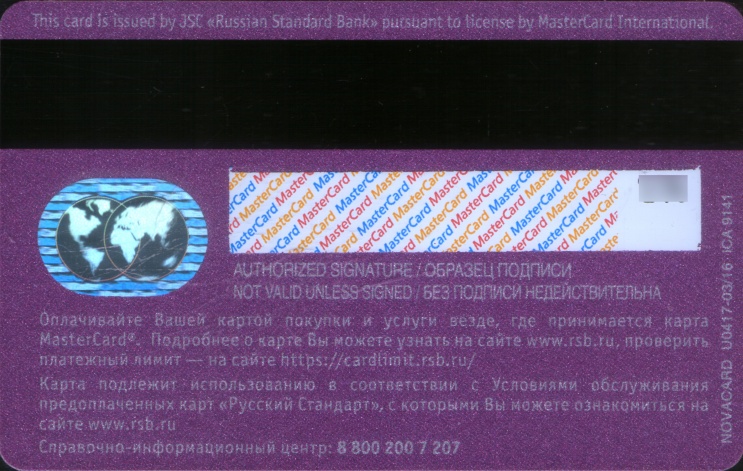 This card is issued by JSC «Russian Standard Bank» pursuant to license by MasterCard International.
AUTHORIZED SIGNATURE / ОБРАЗЕЦ ПОДПИСИ
NOT VALID UNLESS SIGNED / БЕЗ ПОДПИСИ НЕДЕЙСТВИТЕЛЬНА
Оплачивайте Вашей картой покупки и услуги везде, где принимается карта
MasterCard®. Подробнее о карте Вы можете узнать на сайте www.rsb.ru, проверить
платежный лимит — на сайте https://cardlimit.rsb.ru/
Карта подлежит использованию в соответствии с Условиями обслуживания
предоплаченных карт «Русский Стандарт», с которыми Вы можете ознакомиться на
сайте www.rsb.ru
Справочно-информационный центр: 8 800 200 7 207
NOVACARD U0417-03/16 ICA 9141